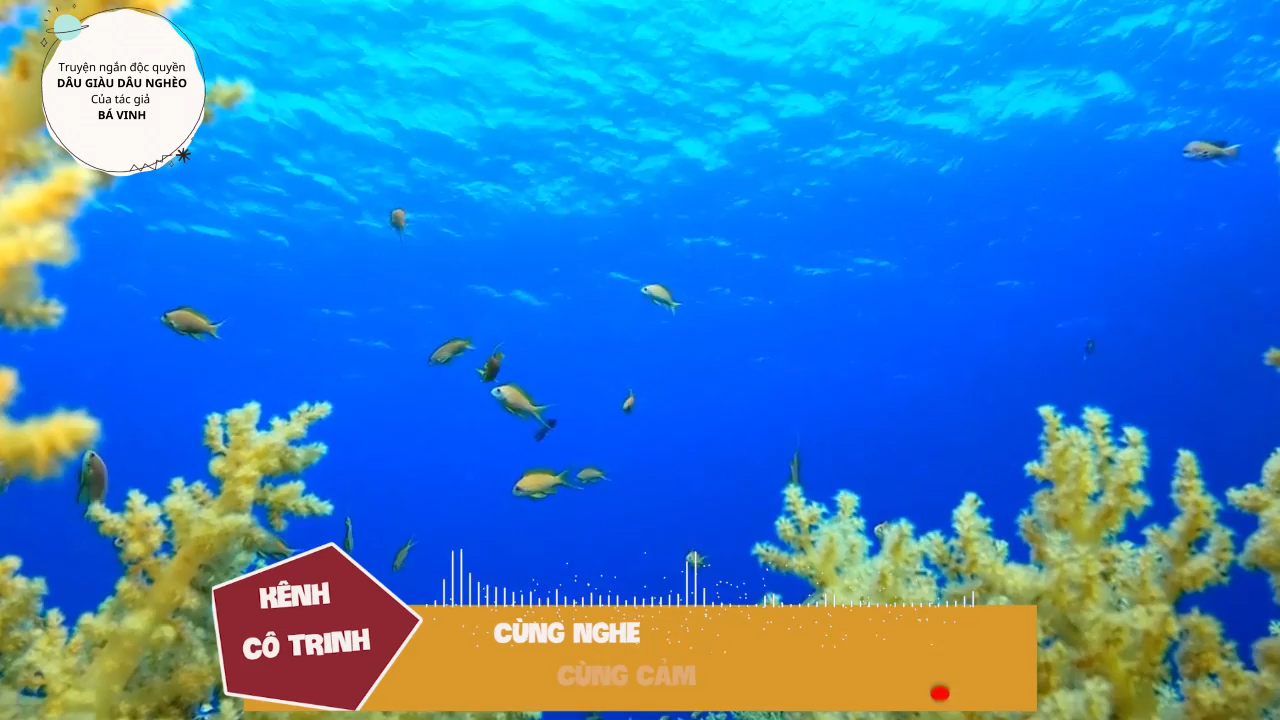 Truyện ngắn độc quyền
DÂU GIÀU DÂU NGHÈO
Của tác giả
BÁ VINH
KÊNH
CÔ TRINH
CÙNG NGHE
CÙNG CẢM